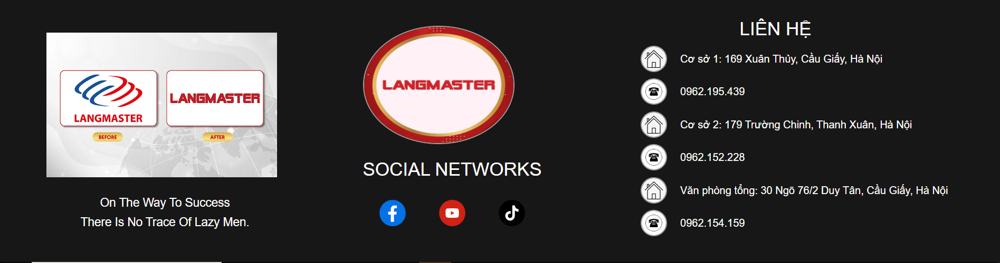 LANGMASTER
LANGMASTER
BEFORE
AFTER
On The Way To Success
There Is No Trace Of Lazy Men.
LANGMASTER
SOCIAL NETWORKS
LIÊN HỆ
Cơ sở 1: 169 Xuân Thủy, Cầu Giấy, Hà Nội
0962.195.439
Cơ sở 2: 179 Trường Chinh, Thanh Xuân, Hà Nội
0962.152.228
Văn phòng tổng: 30 Ngõ 76/2 Duy Tân, Cầu Giấy, Hà Nội
0962.154.159